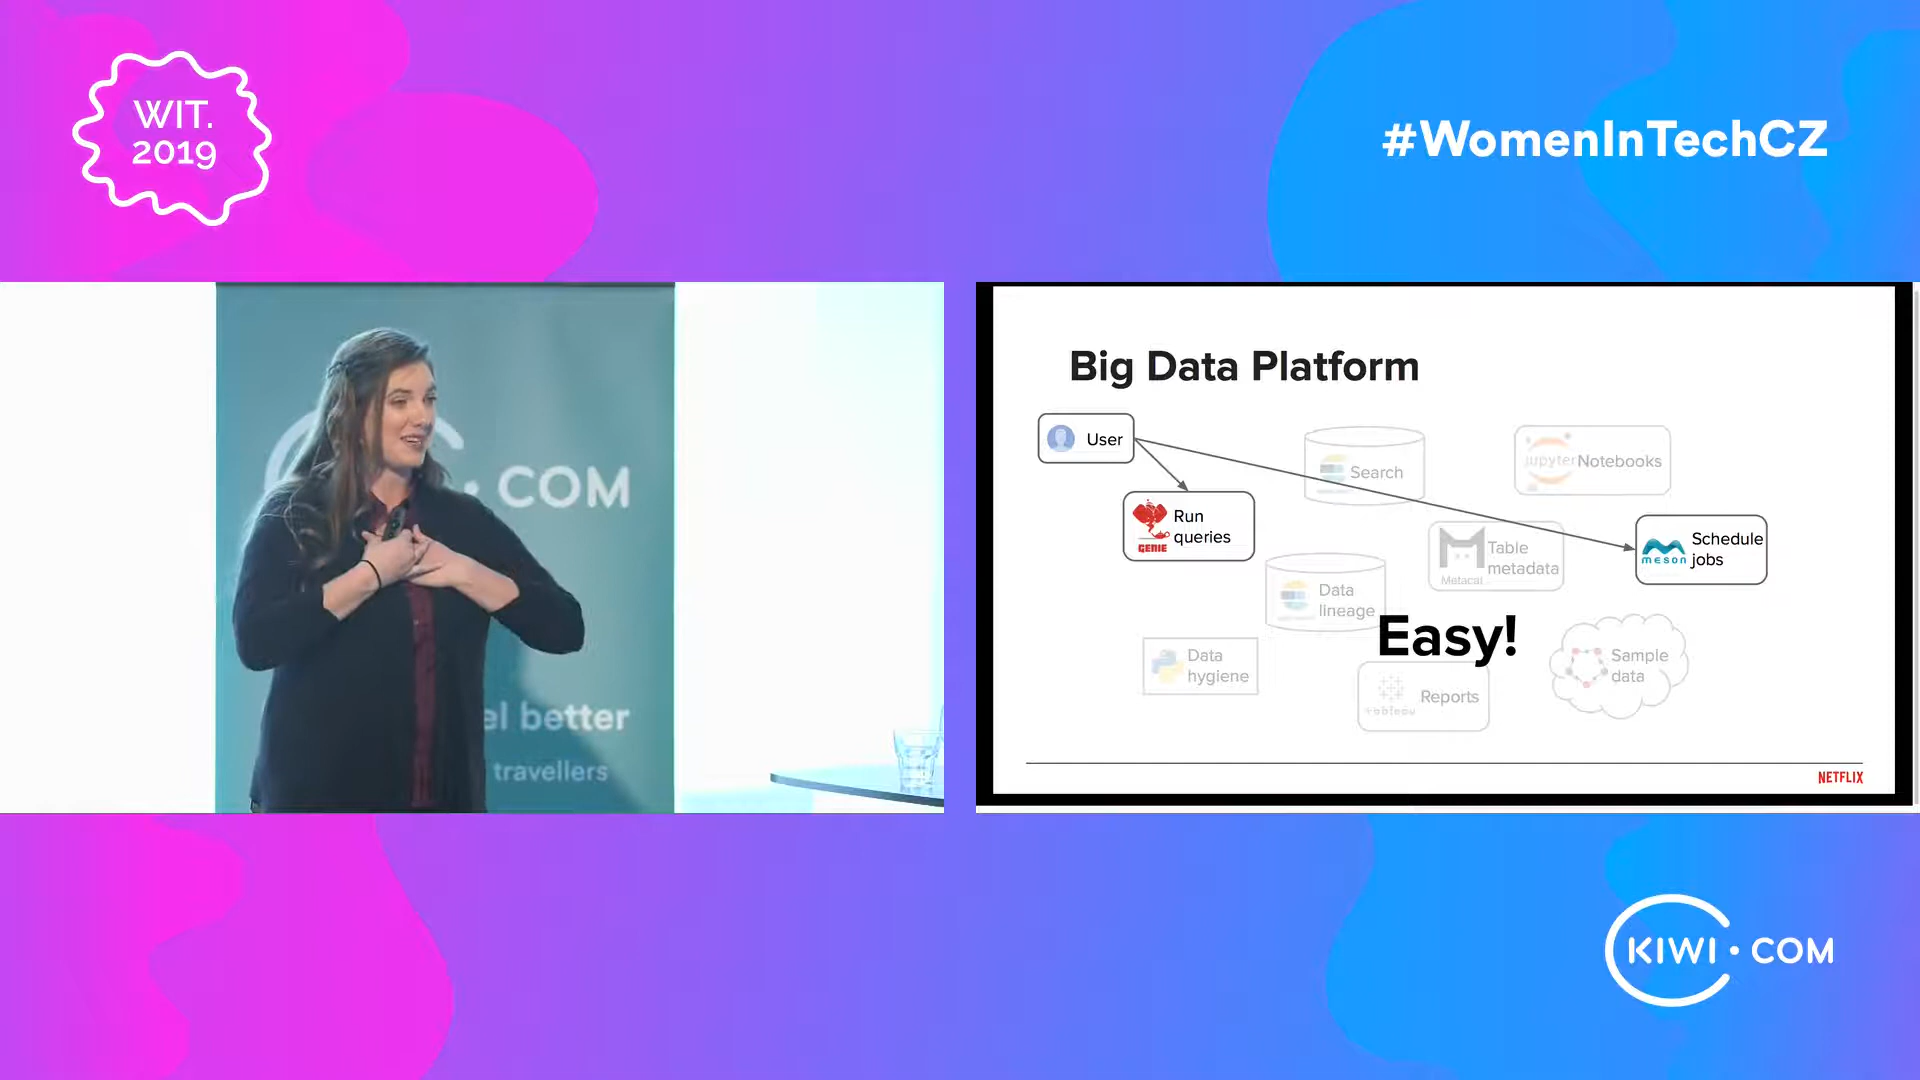 WIT.
2019
#WomenInTechCZ
.COM
el better
travellers
Big Data Platform
User
Search
jupyter Notebooks
Run
queries
GENIE
Table
metadata
Metacat
Schedule
jobs
MESON
Data
lineage
Easy!
Data
hygiene
Sample
data
+ableau
Reports
NETFLIX
KIWI.COM